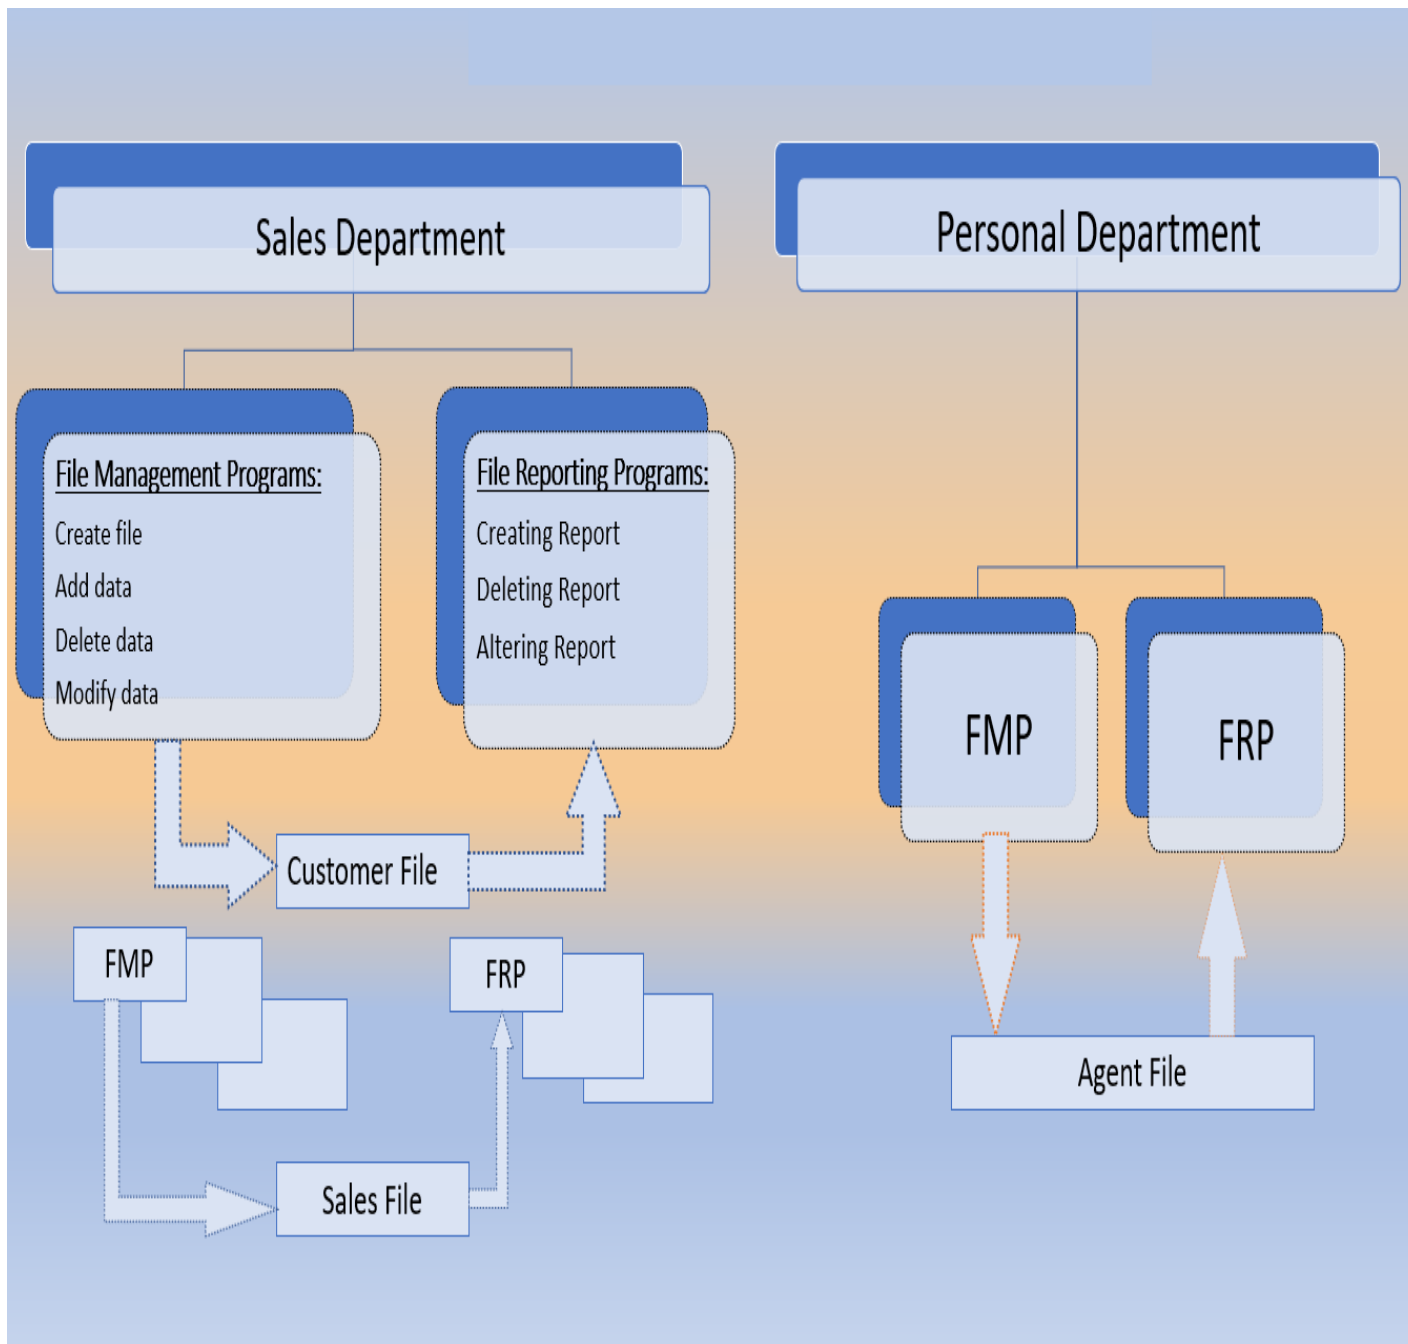 Sales Department
Personal Department
File Management Programs:
Create file
Add data
Delete data
Modify data
File Reporting Programs:
Creating Report
Deleting Report
Altering Report
FMP
FRP
Customer File
FMP
FRP
Agent File
Sales File